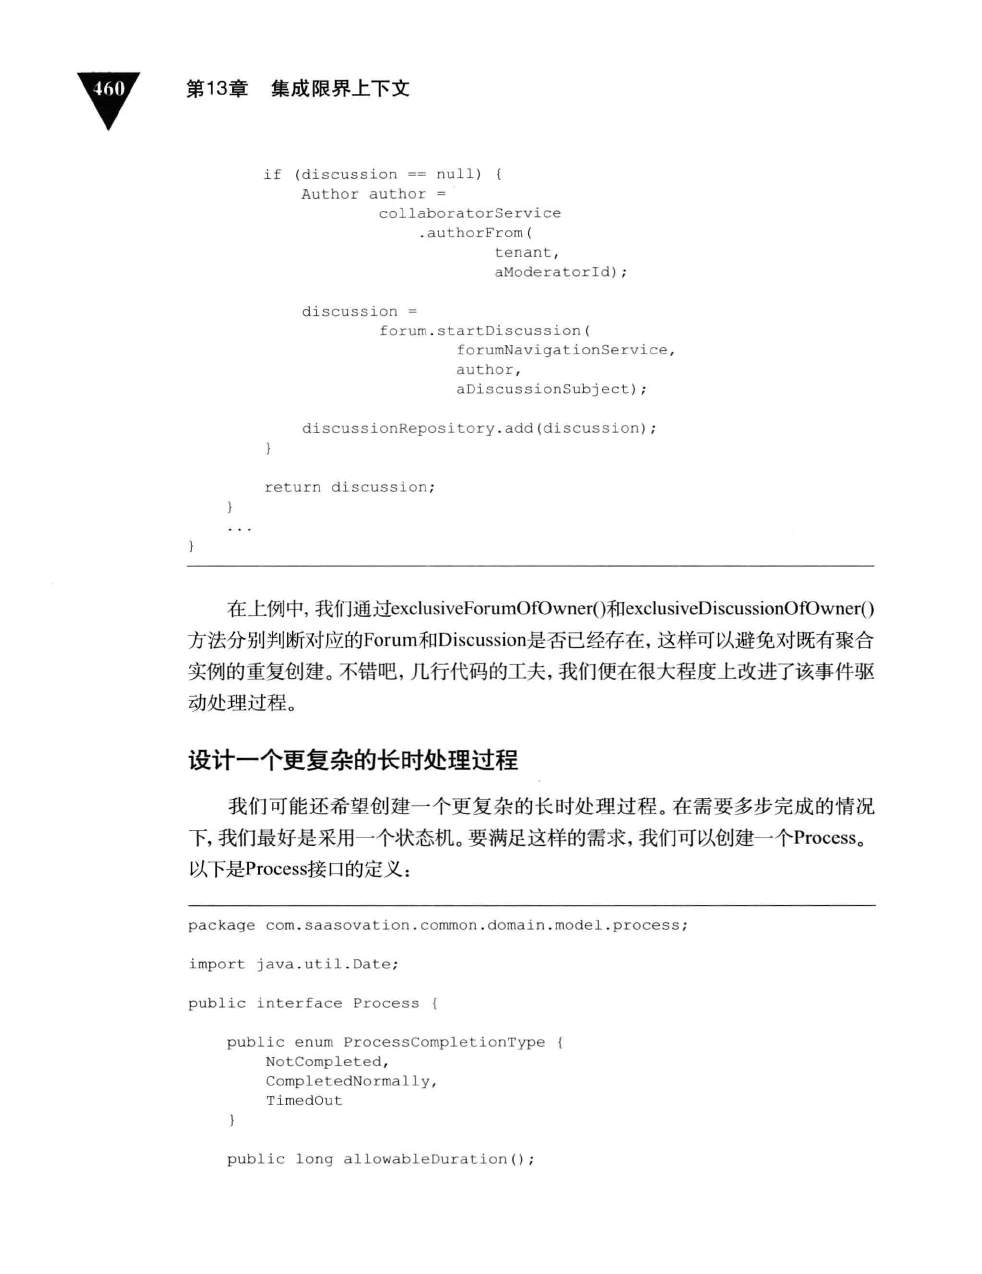 460
第13章 集成限界上下文
if (discussion == null) {
Author author =
collaboratorService
.authorFrom(
tenant,
aModeratorId);
discussion =
forum.startDiscussion(
forumNavigationService,
author,
aDiscussionSubject);
discussionRepository.add(discussion);
}
return discussion;
}
...
}
在上例中, 我们通过exclusiveForumOfOwner()和exclusiveDiscussionOfOwner()
方法分别判断对应的Forum和Discussion是否已经存在, 这样可以避免对既有聚合
实例的重复创建。不错吧, 几行代码的工夫, 我们便在很大程度上改进了该事件驱
动处理过程。
设计一个更复杂的长时处理过程
我们可能还希望创建一个更复杂的长时处理过程。在需要多步完成的情况
下, 我们最好是采用一个状态机。要满足这样的需求, 我们可以创建一个Process。
以下是Process接口的定义:
package com.saasovation.common.domain.model.process;
import java.util.Date;
public interface Process {
public enum ProcessCompletionType {
NotCompleted,
CompletedNormally,
TimedOut
}
public long allowableDuration();